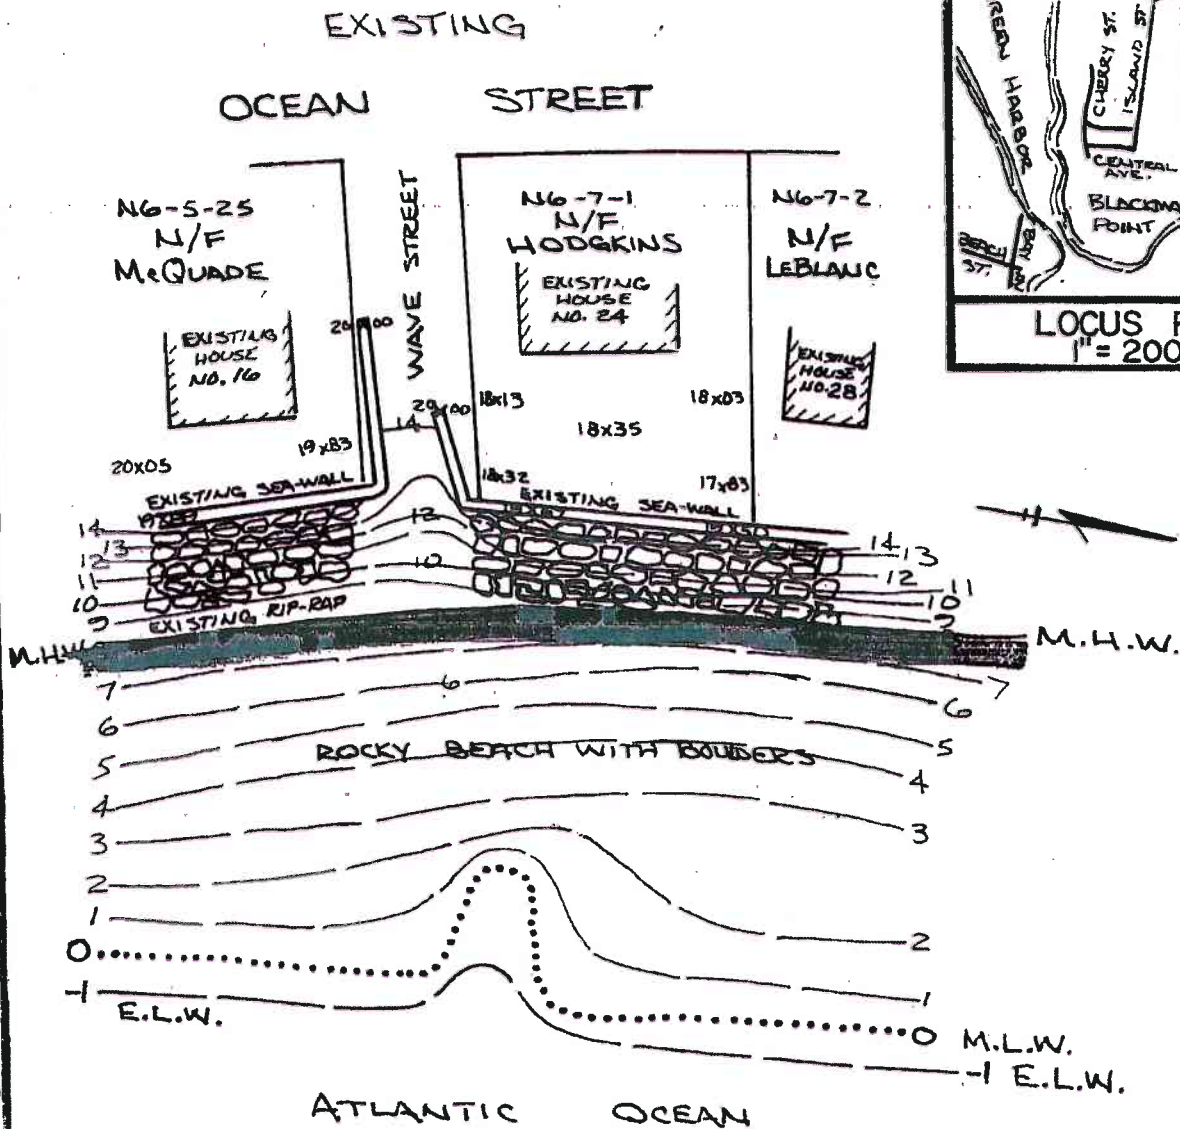 EXISTING
OCEAN STREET
N6-5-25
N/F
McQUADE
WAVE STREET
N6-7-1
N/F
HODGKINS
N6-7-2
N/F
LEBLANC
EXISTING
HOUSE
NO. 16
EXISTING
HOUSE
NO. 24
EXISTING
HOUSE
NO. 28
20x00
20x00
14
18x13
18x03
18x35
19x83
20x05
18x32
17x83
EXISTING SEA-WALL
EXISTING SEA-WALL
14
13
12
11
10
9
12
10
14
13
12
11
10
9
EXISTING RIP-RAP
M.H.W.
M.H.W.
7
6
7
6
6
5
5
ROCKY BEACH WITH BOULDERS
4
4
3
3
2
2
1
1
0
0
M.L.W.
-1
E.L.W.
-1 E.L.W.
ATLANTIC OCEAN
HARBOR
CHERRY ST.
ISLAND ST
CENTRAL
AVE.
POINT
BEACH
ST.
BAY
LOCUS
1"= 200